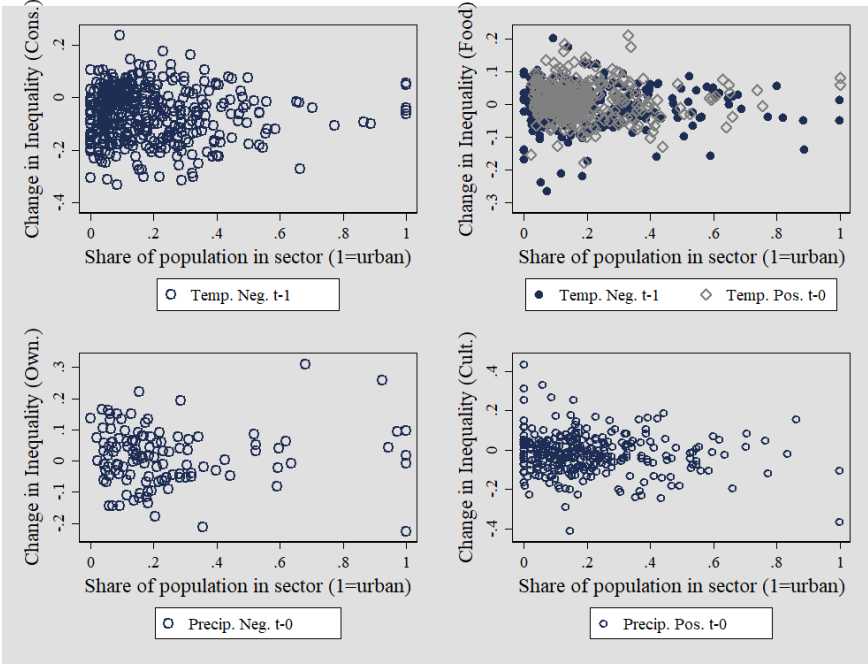 Change in Inequality (Cons.)
.2
0
-.2
-.4
0 .2 .4 .6 .8 1
Share of population in sector (1=urban)
Temp. Neg. t-1
Change in Inequality (Food)
.2
.1
0
-.1
-.2
-.3
0 .2 .4 .6 .8 1
Share of population in sector (1=urban)
Temp. Neg. t-1 Temp. Pos. t-0
Change in Inequality (Own.)
.3
.2
.1
0
-.1
-.2
0 .2 .4 .6 .8 1
Share of population in sector (1=urban)
Precip. Neg. t-0
Change in Inequality (Cult.)
.4
.2
0
-.2
-.4
0 .2 .4 .6 .8 1
Share of population in sector (1=urban)
Precip. Pos. t-0